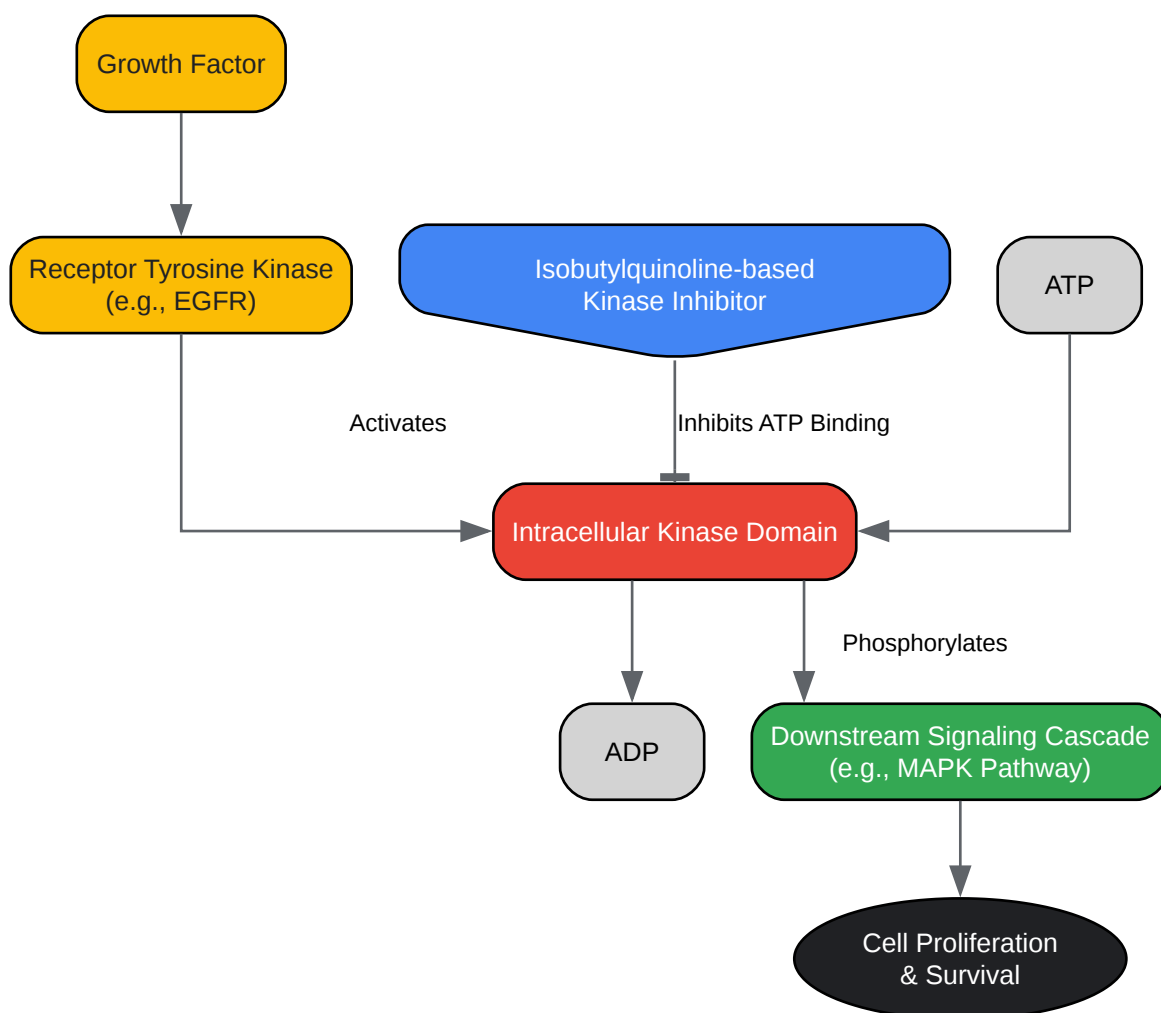 Growth Factor
Receptor Tyrosine Kinase
(e.g., EGFR)
Isobutylquinoline-based
Kinase Inhibitor
ATP
Activates
Inhibits ATP Binding
Intracellular Kinase Domain
Phosphorylates
ADP
Downstream Signaling Cascade
(e.g., MAPK Pathway)
Cell Proliferation
& Survival